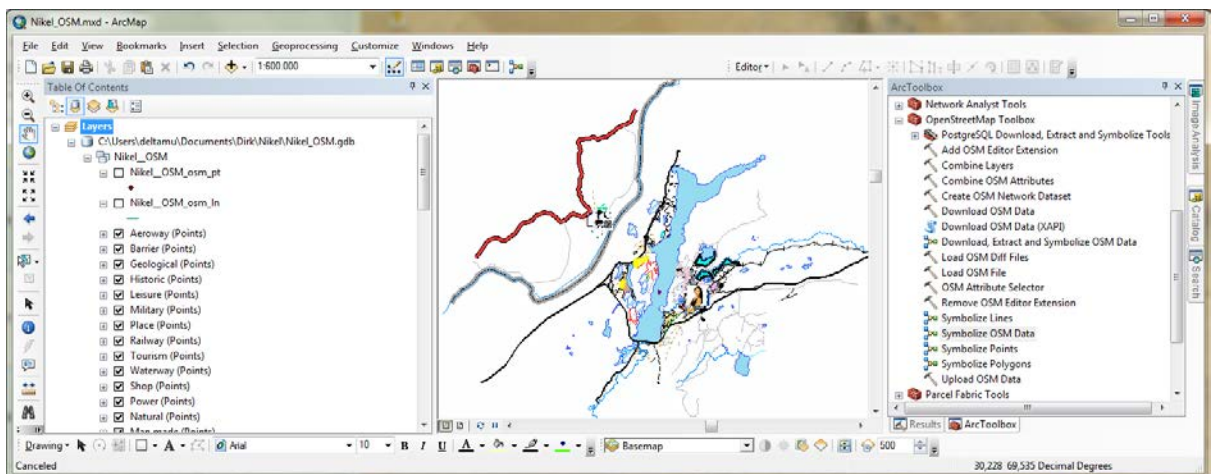 Nikel_OSM.mxd - ArcMap
File Edit View Bookmarks Insert Selection Geoprocessing Customize Windows Help
1:600.000
Editor
Table Of Contents
Layers
C:\Users\deltamu\Documents\Dirk\Nikel\Nikel_OSM.gdb
Nikel__OSM
Nikel__OSM_osm_pt
Nikel__OSM_osm_ln
Aeroway (Points)
Barrier (Points)
Geological (Points)
Historic (Points)
Leisure (Points)
Military (Points)
Place (Points)
Railway (Points)
Tourism (Points)
Waterway (Points)
Shop (Points)
Power (Points)
Natural (Points)
Man made (Points)
ArcToolbox
Network Analyst Tools
OpenStreetMap Toolbox
PostgreSQL Download, Extract and Symbolize Tools
Add OSM Editor Extension
Combine Layers
Combine OSM Attributes
Create OSM Network Dataset
Download OSM Data
Download OSM Data (XAPI)
Download, Extract and Symbolize OSM Data
Load OSM Diff Files
Load OSM File
OSM Attribute Selector
Remove OSM Editor Extension
Symbolize Lines
Symbolize OSM Data
Symbolize Points
Symbolize Polygons
Upload OSM Data
Parcel Fabric Tools
Results ArcToolbox
Image Analysis
Catalog
Search
Drawing A Arial 10 B I U A Basemap 500
Canceled
30,228 69,535 Decimal Degrees